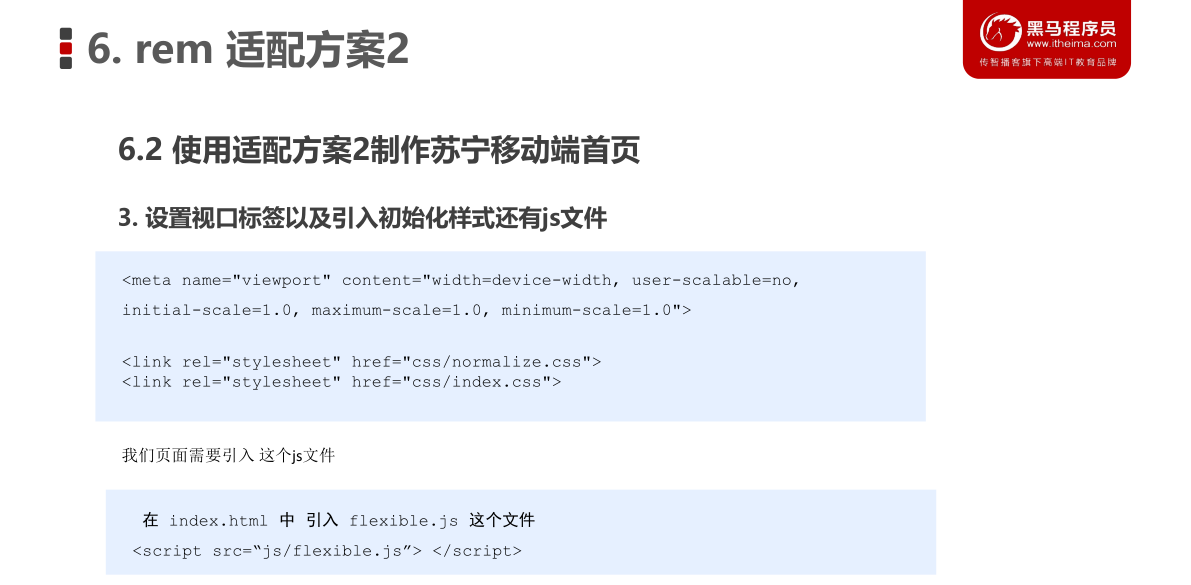 6. rem 适配方案2
黑马程序员
www.itheima.com
传智播客旗下高端IT教育品牌
6.2 使用适配方案2制作苏宁移动端首页
3. 设置视口标签以及引入初始化样式还有js文件
<meta name="viewport" content="width=device-width, user-scalable=no,
initial-scale=1.0, maximum-scale=1.0, minimum-scale=1.0">
<link rel="stylesheet" href="css/normalize.css">
<link rel="stylesheet" href="css/index.css">
我们页面需要引入 这个js文件
在 index.html 中 引入 flexible.js 这个文件
<script src=“js/flexible.js”> </script>